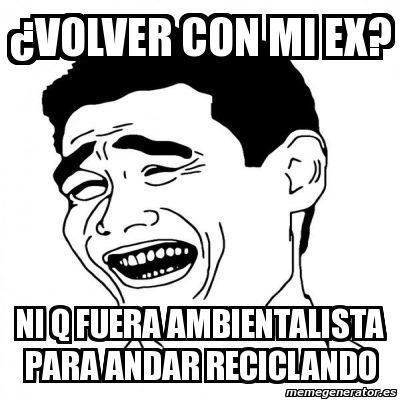 ¿VOLVER CON MI EX?
NI Q FUERA AMBIENTALISTA
PARA ANDAR RECICLANDO
memegenerator.es